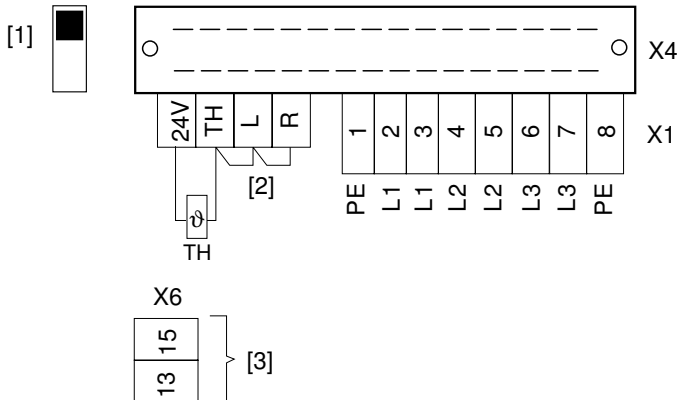 [1]
X4
24V TH L R
1 2 3 4 5 6 7 8
X1
[2]
PE L1 L1 L2 L2 L3 L3 PE
ϑ
TH
X6
15
[3]
13